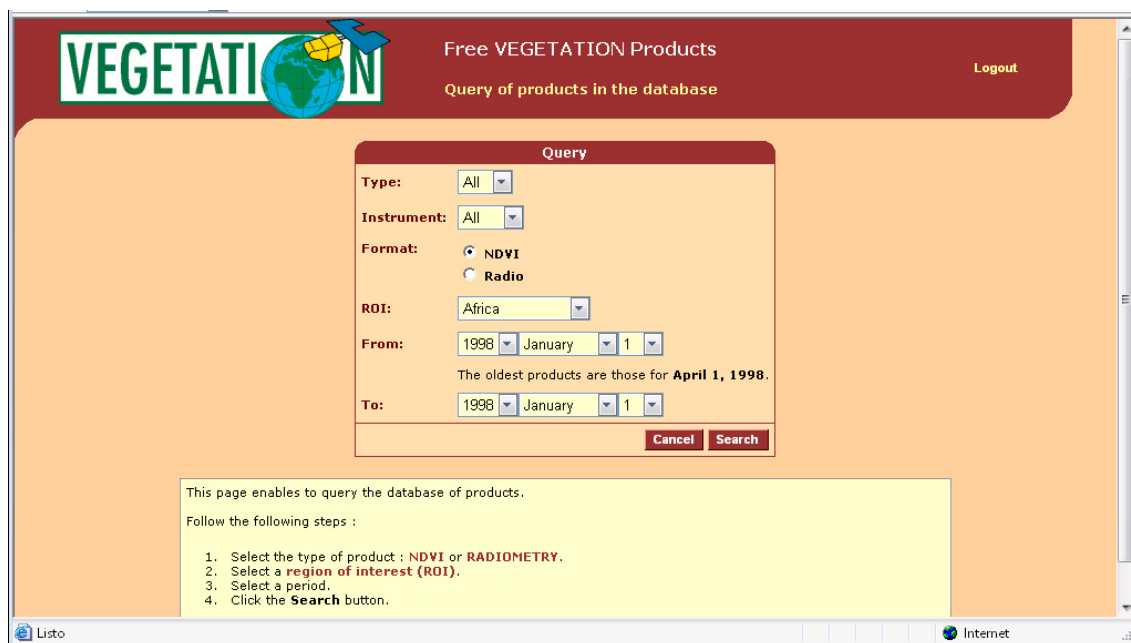 VEGETATION
Free VEGETATION Products
Query of products in the database
Logout
Query
Type: All
Instrument: All
Format: NDVI
Radio
ROI: Africa
From: 1998 January 1
The oldest products are those for April 1, 1998.
To: 1998 January 1
Cancel Search
This page enables to query the database of products.
Follow the following steps :
1. Select the type of product : NDVI or RADIOMETRY.
2. Select a region of interest (ROI).
3. Select a period.
4. Click the Search button.
Listo
Internet